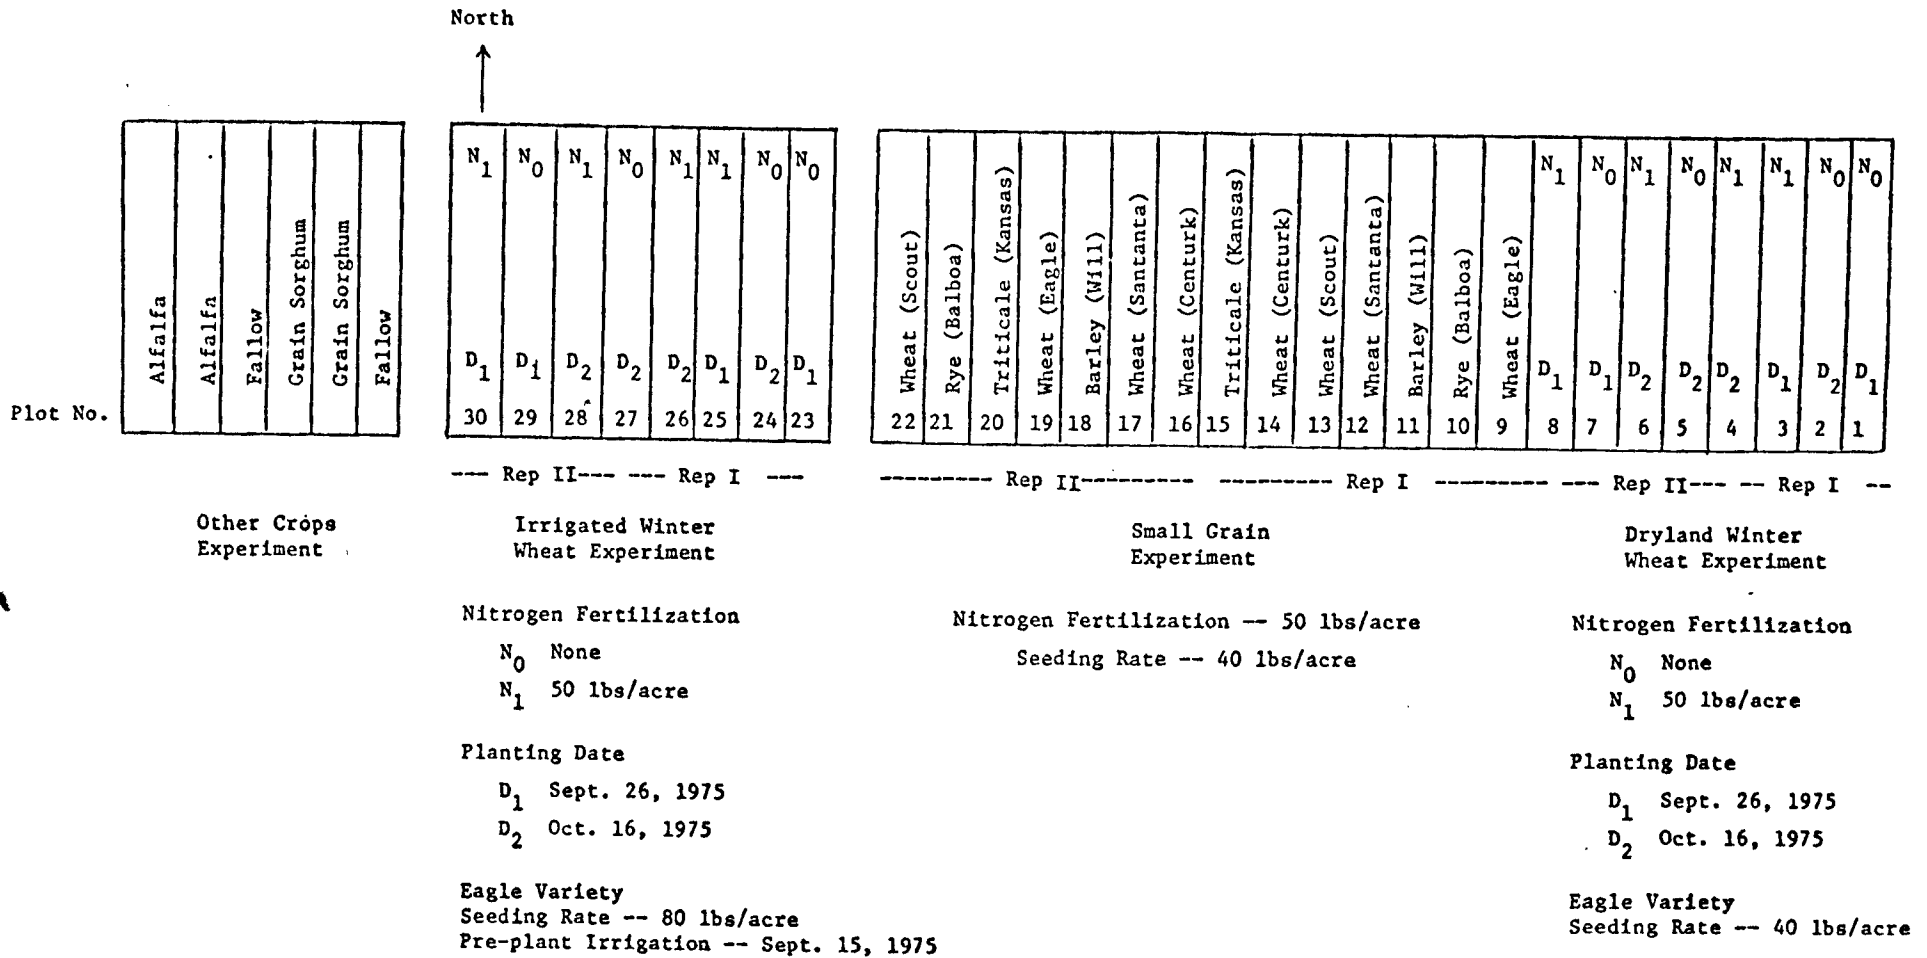 North
N1 N0 N1 N0 N1 N1 N0 N0
N1 N0 N1 N0 N1 N1 N0 N0
Alfalfa
Alfalfa
Fallow
Grain Sorghum
Grain Sorghum
Fallow
Wheat (Scout)
Rye (Balboa)
Triticale (Kansas)
Wheat (Eagle)
Barley (Will)
Wheat (Santanta)
Wheat (Centurk)
Triticale (Kansas)
Wheat (Centurk)
Wheat (Scout)
Wheat (Santanta)
Barley (Will)
Rye (Balboa)
Wheat (Eagle)
D1 D1 D2 D2 D2 D1 D2 D1
D1 D1 D2 D2 D2 D1 D2 D1
Plot No. 30 29 28 27 26 25 24 23 22 21 20 19 18 17 16 15 14 13 12 11 10 9 8 7 6 5 4 3 2 1
--- Rep II--- --- Rep I ---
--------- Rep II--------- --------- Rep I ---------
--- Rep II--- -- Rep I --
Other Crops
Experiment
Irrigated Winter
Wheat Experiment
Nitrogen Fertilization
N0 None
N1 50 lbs/acre
Planting Date
D1 Sept. 26, 1975
D2 Oct. 16, 1975
Eagle Variety
Seeding Rate -- 80 lbs/acre
Pre-plant Irrigation -- Sept. 15, 1975
Small Grain
Experiment
Nitrogen Fertilization -- 50 lbs/acre
Seeding Rate -- 40 lbs/acre
Dryland Winter
Wheat Experiment
Nitrogen Fertilization
N0 None
N1 50 lbs/acre
Planting Date
D1 Sept. 26, 1975
D2 Oct. 16, 1975
Eagle Variety
Seeding Rate -- 40 lbs/acre